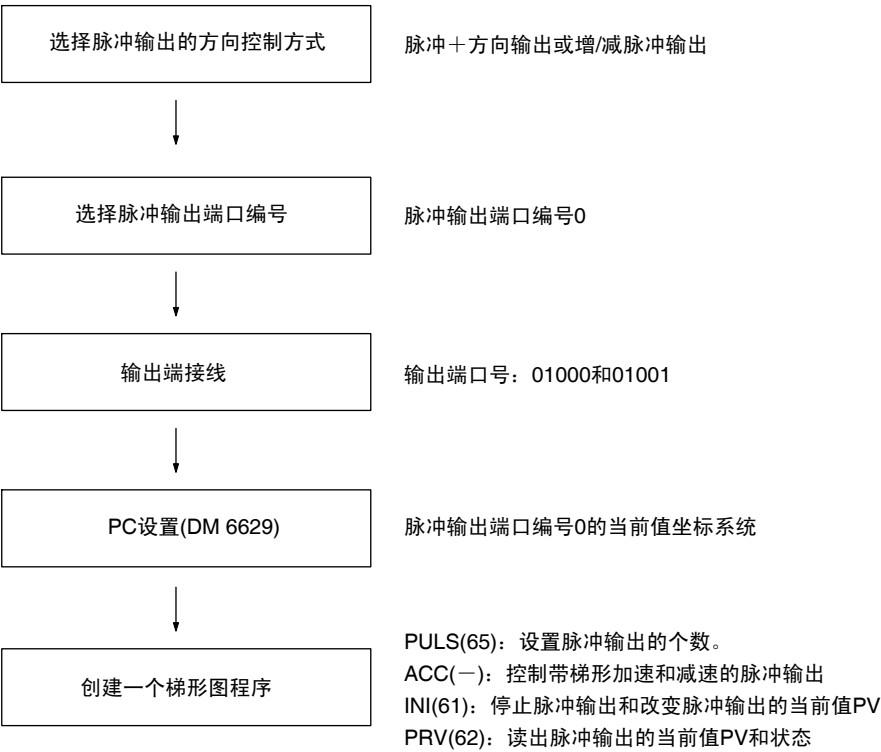 选择脉冲输出的方向控制方式
脉冲＋方向输出或增/减脉冲输出
选择脉冲输出端口编号
脉冲输出端口编号0
输出端接线
输出端口号：01000和01001
PC设置(DM 6629)
脉冲输出端口编号0的当前值坐标系统
创建一个梯形图程序
PULS(65)：设置脉冲输出的个数。
ACC(－)：控制带梯形加速和减速的脉冲输出
INI(61)：停止脉冲输出和改变脉冲输出的当前值PV
PRV(62)：读出脉冲输出的当前值PV和状态